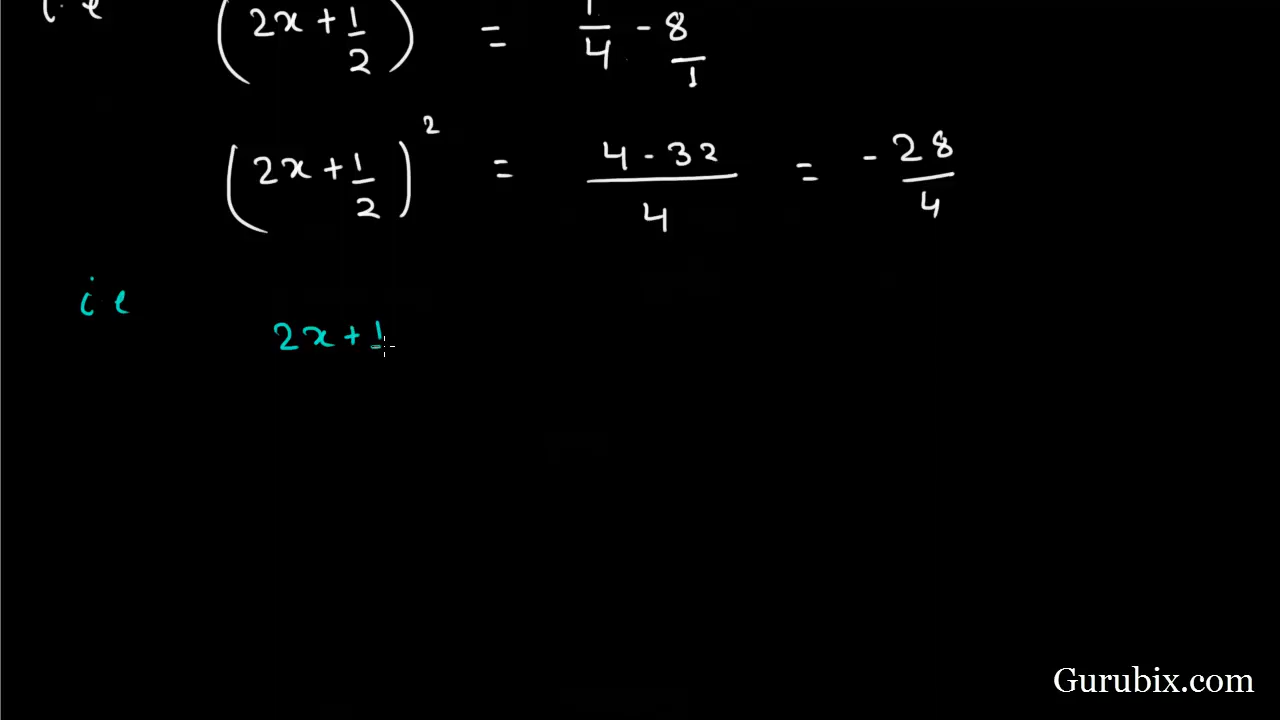 i.e (2x + 1/2) = 1/4 - 8/1
(2x + 1/2)² = 4 - 32/4 = - 28/4
i e
2x + 1
Gurubix.com